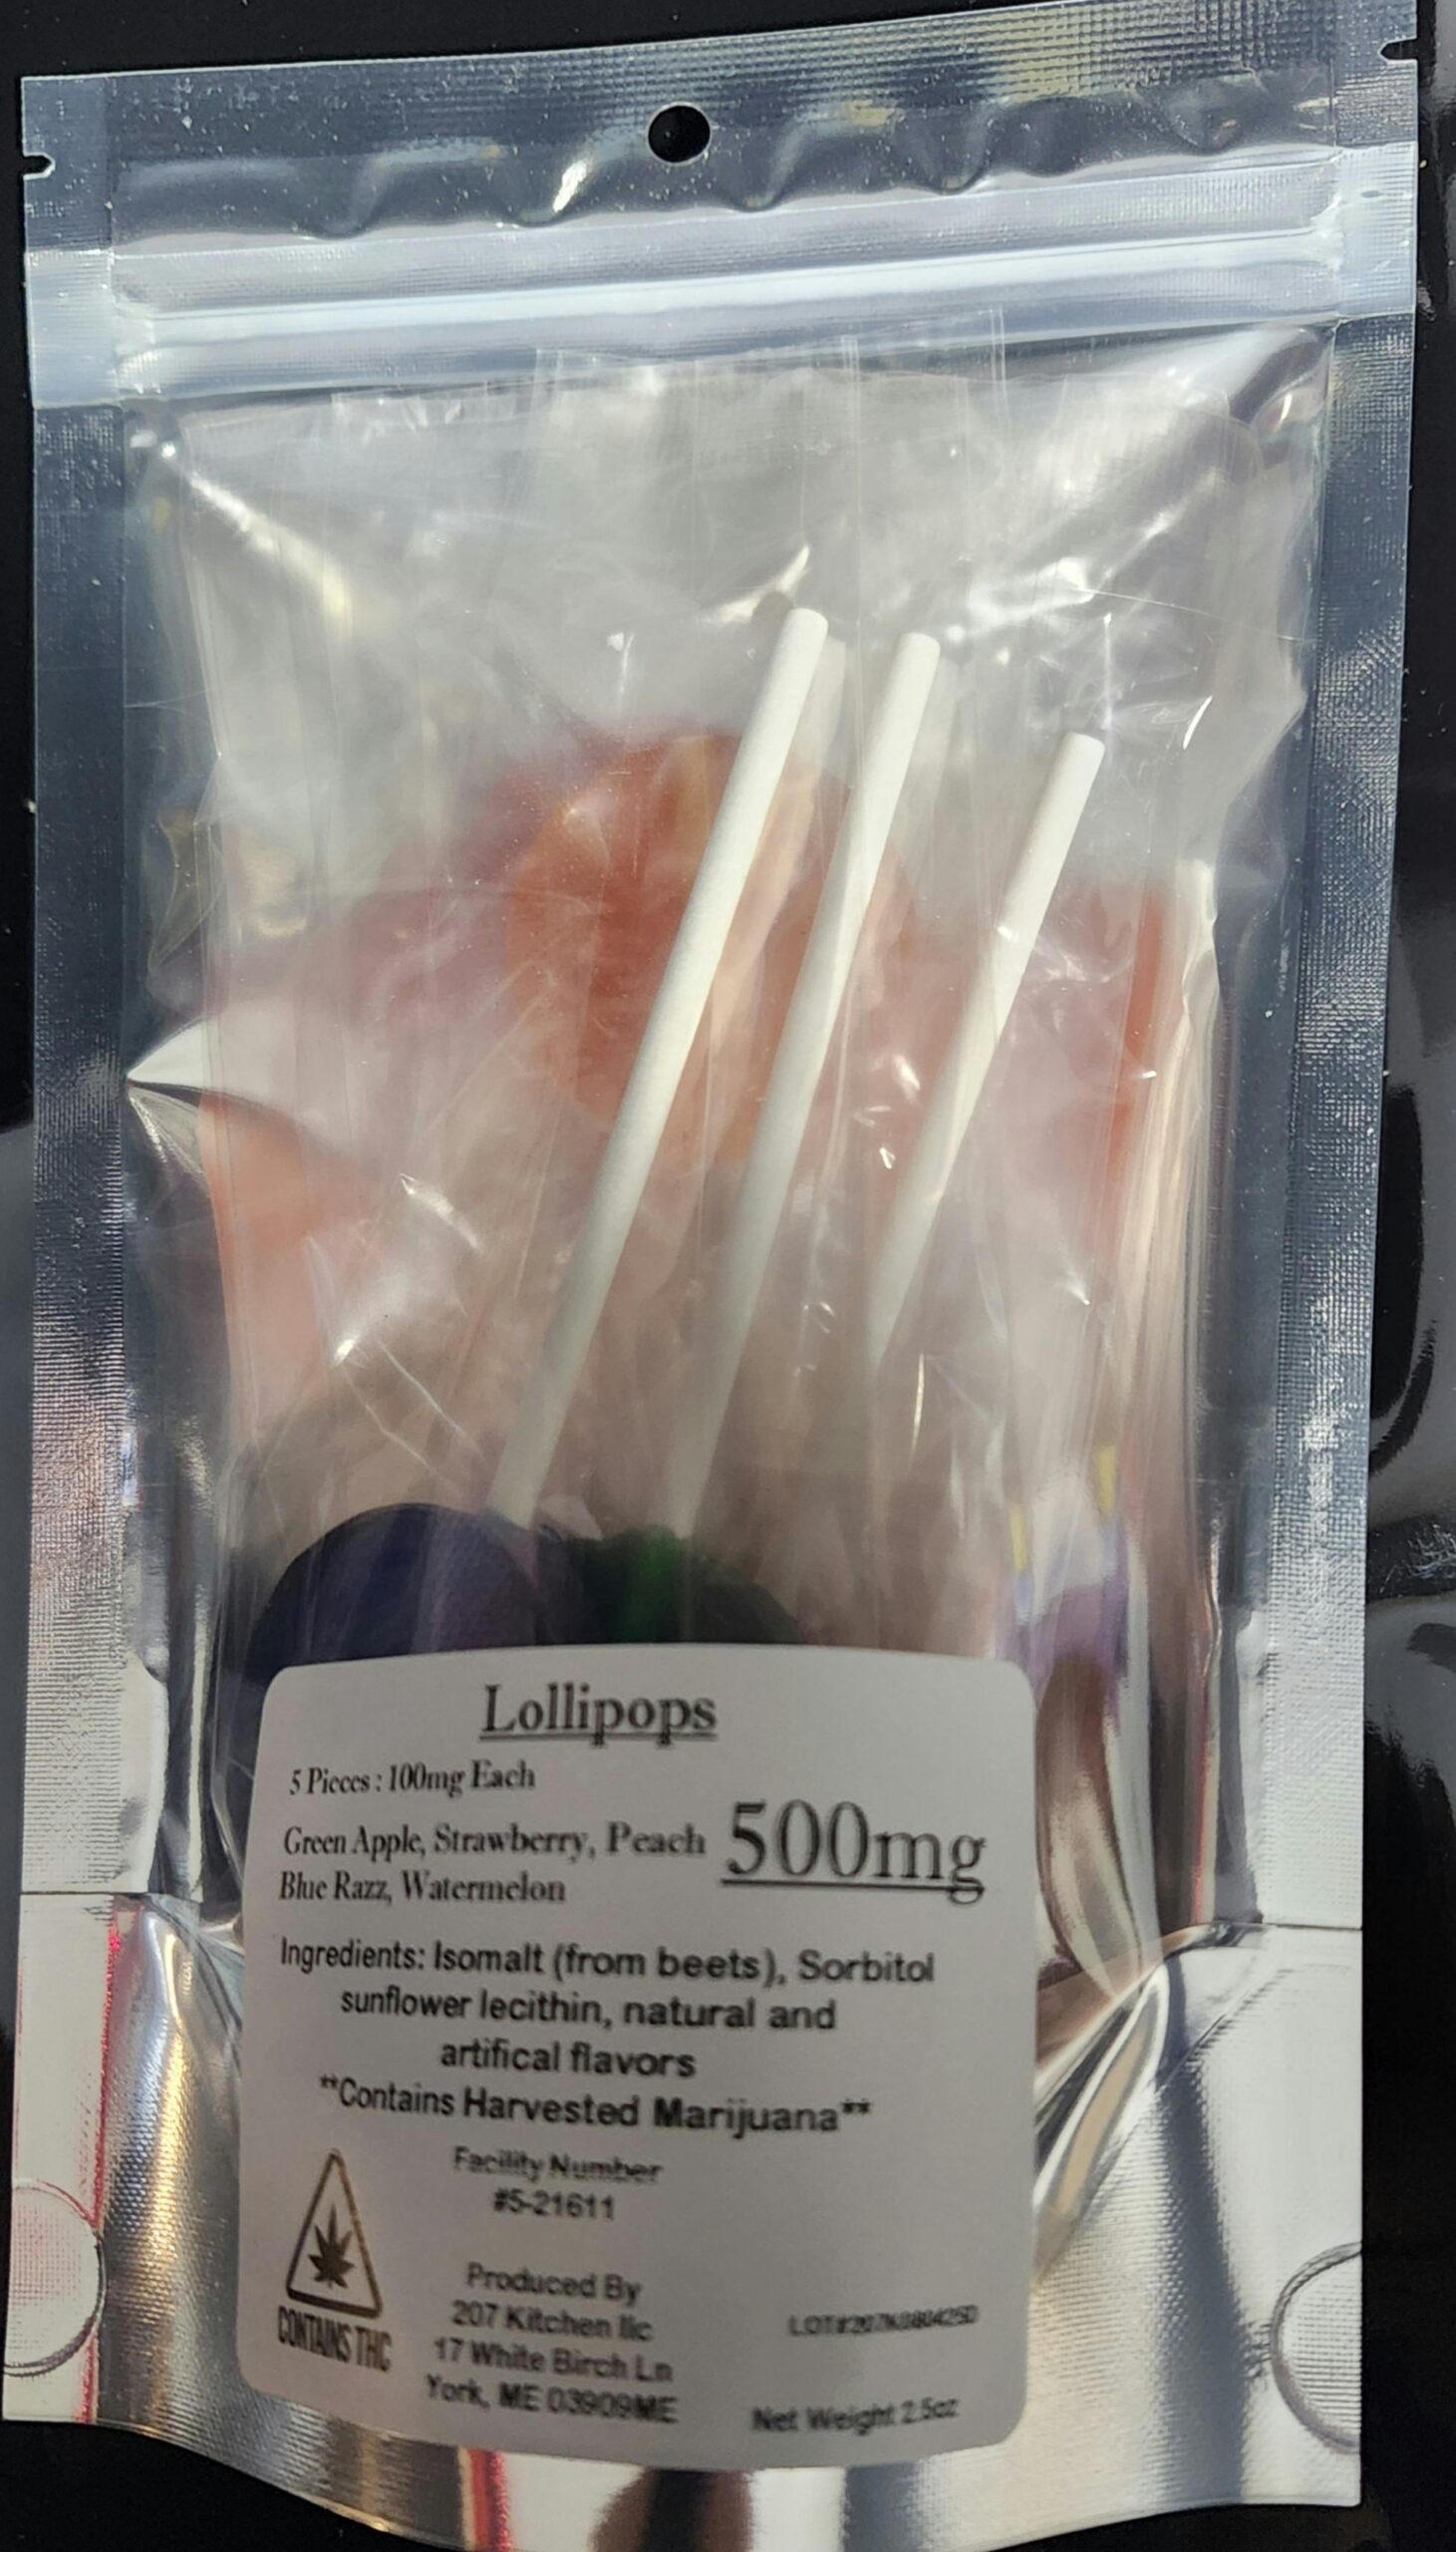 Lollipops
5 Pieces : 100mg Each
Green Apple, Strawberry, Peach
Blue Razz, Watermelon
500mg
Ingredients: Isomalt (from beets), Sorbitol
sunflower lecithin, natural and
artifical flavors
**Contains Harvested Marijuana**
Facility Number
#5-21611
CONTAINS THC
Produced By
207 Kitchen llc
17 White Birch Ln
York, ME 03909ME
Net Weight 2.5oz